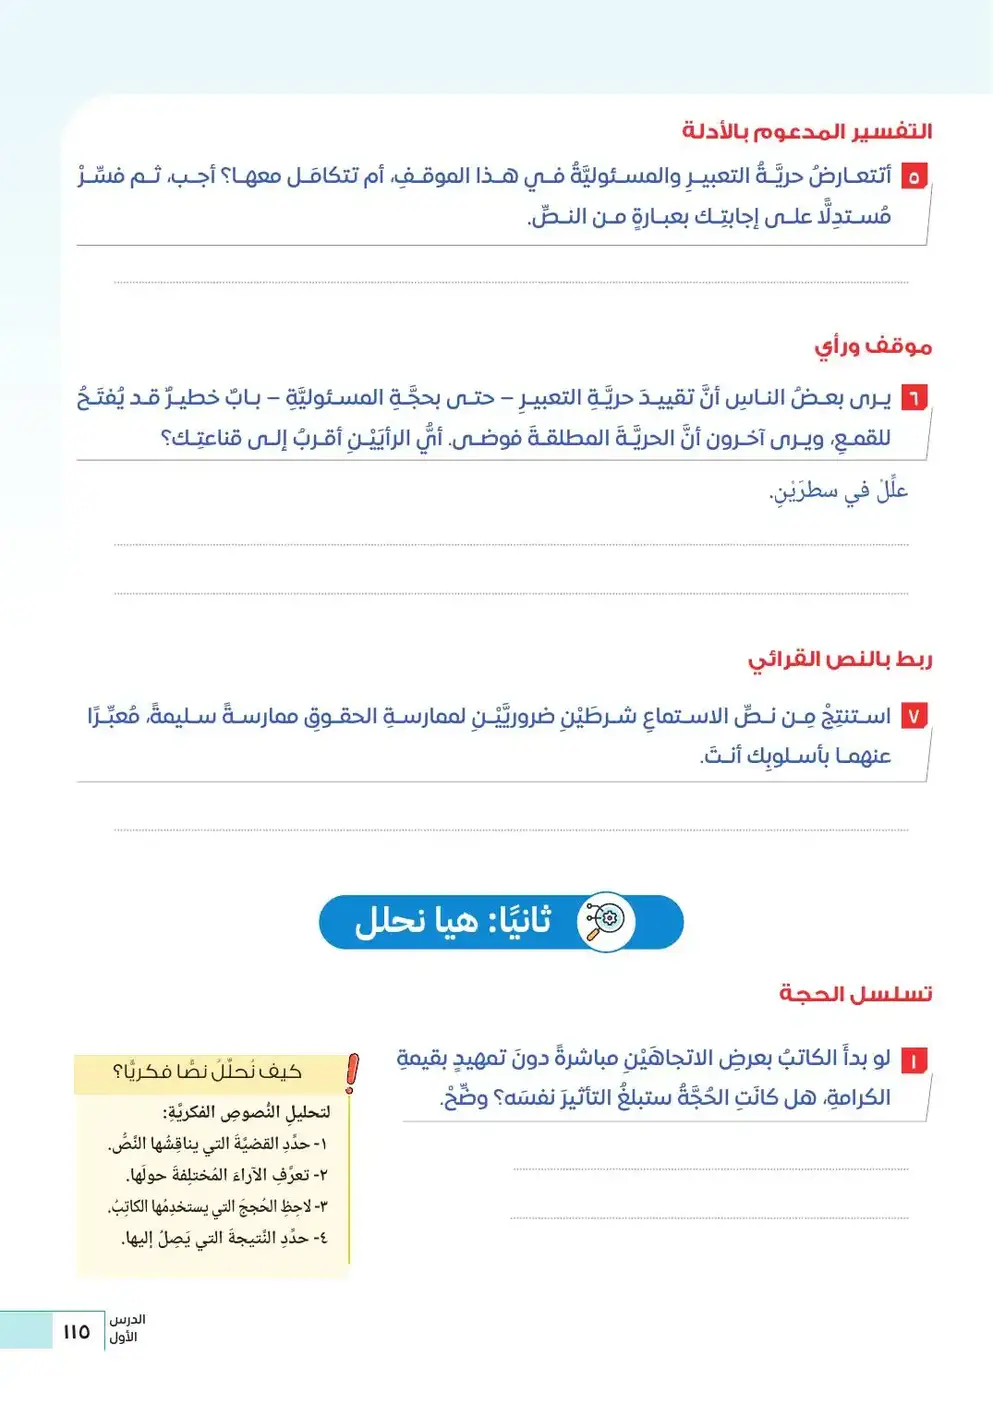 التفسير المدعوم بالأدلة
٥ أتتعارضُ حريَّةُ التعبيرِ والمسئوليَّةُ في هذا الموقفِ، أم تتكامَل معها؟ أجب، ثم فسِّرْ
مُستدِلًّا على إجابتِك بعبارةٍ من النصِّ.
موقف ورأي
٦ يرى بعضُ الناسِ أنَّ تقييدَ حريَّةِ التعبيرِ – حتى بحجَّةِ المسئوليَّةِ – بابٌ خطيرٌ قد يُفتَحُ
للقمعِ، ويرى آخرون أنَّ الحريَّةَ المطلقةَ فوضى. أيُّ الرأيَيْنِ أقربُ إلى قناعتِك؟
علِّلْ في سطرَيْنِ.
ربط بالنص القرائي
٧ استنتِجْ مِن نصِّ الاستماعِ شرطَيْنِ ضروريَّيْنِ لممارسةِ الحقوقِ ممارسةً سليمةً، مُعبِّرًا
عنهما بأسلوبِك أنتَ.
ثانيًا: هيا نحلل
تسلسل الحجة
١ لو بدأَ الكاتبُ بعرضِ الاتجاهَيْنِ مباشرةً دونَ تمهيدٍ بقيمةِ
الكرامةِ، هل كانَتِ الحُجَّةُ ستبلغُ التأثيرَ نفسَه؟ وضِّحْ.
كيف نُحلِّلُ نصًّا فكريًّا؟
لتحليلِ النُّصوصِ الفكريَّةِ:
١- حدَّدِ القضيَّةَ التي يناقِشُها النَّصُّ.
٢- تعرَّفِ الآراءَ المُختلِفةَ حولَها.
٣- لاحِظِ الحُججَ التي يستخدِمُها الكاتِبُ.
٤- حدَّدِ النَّتيجةَ التي يَصِلُ إليها.
الدرس
الأول
١١٥